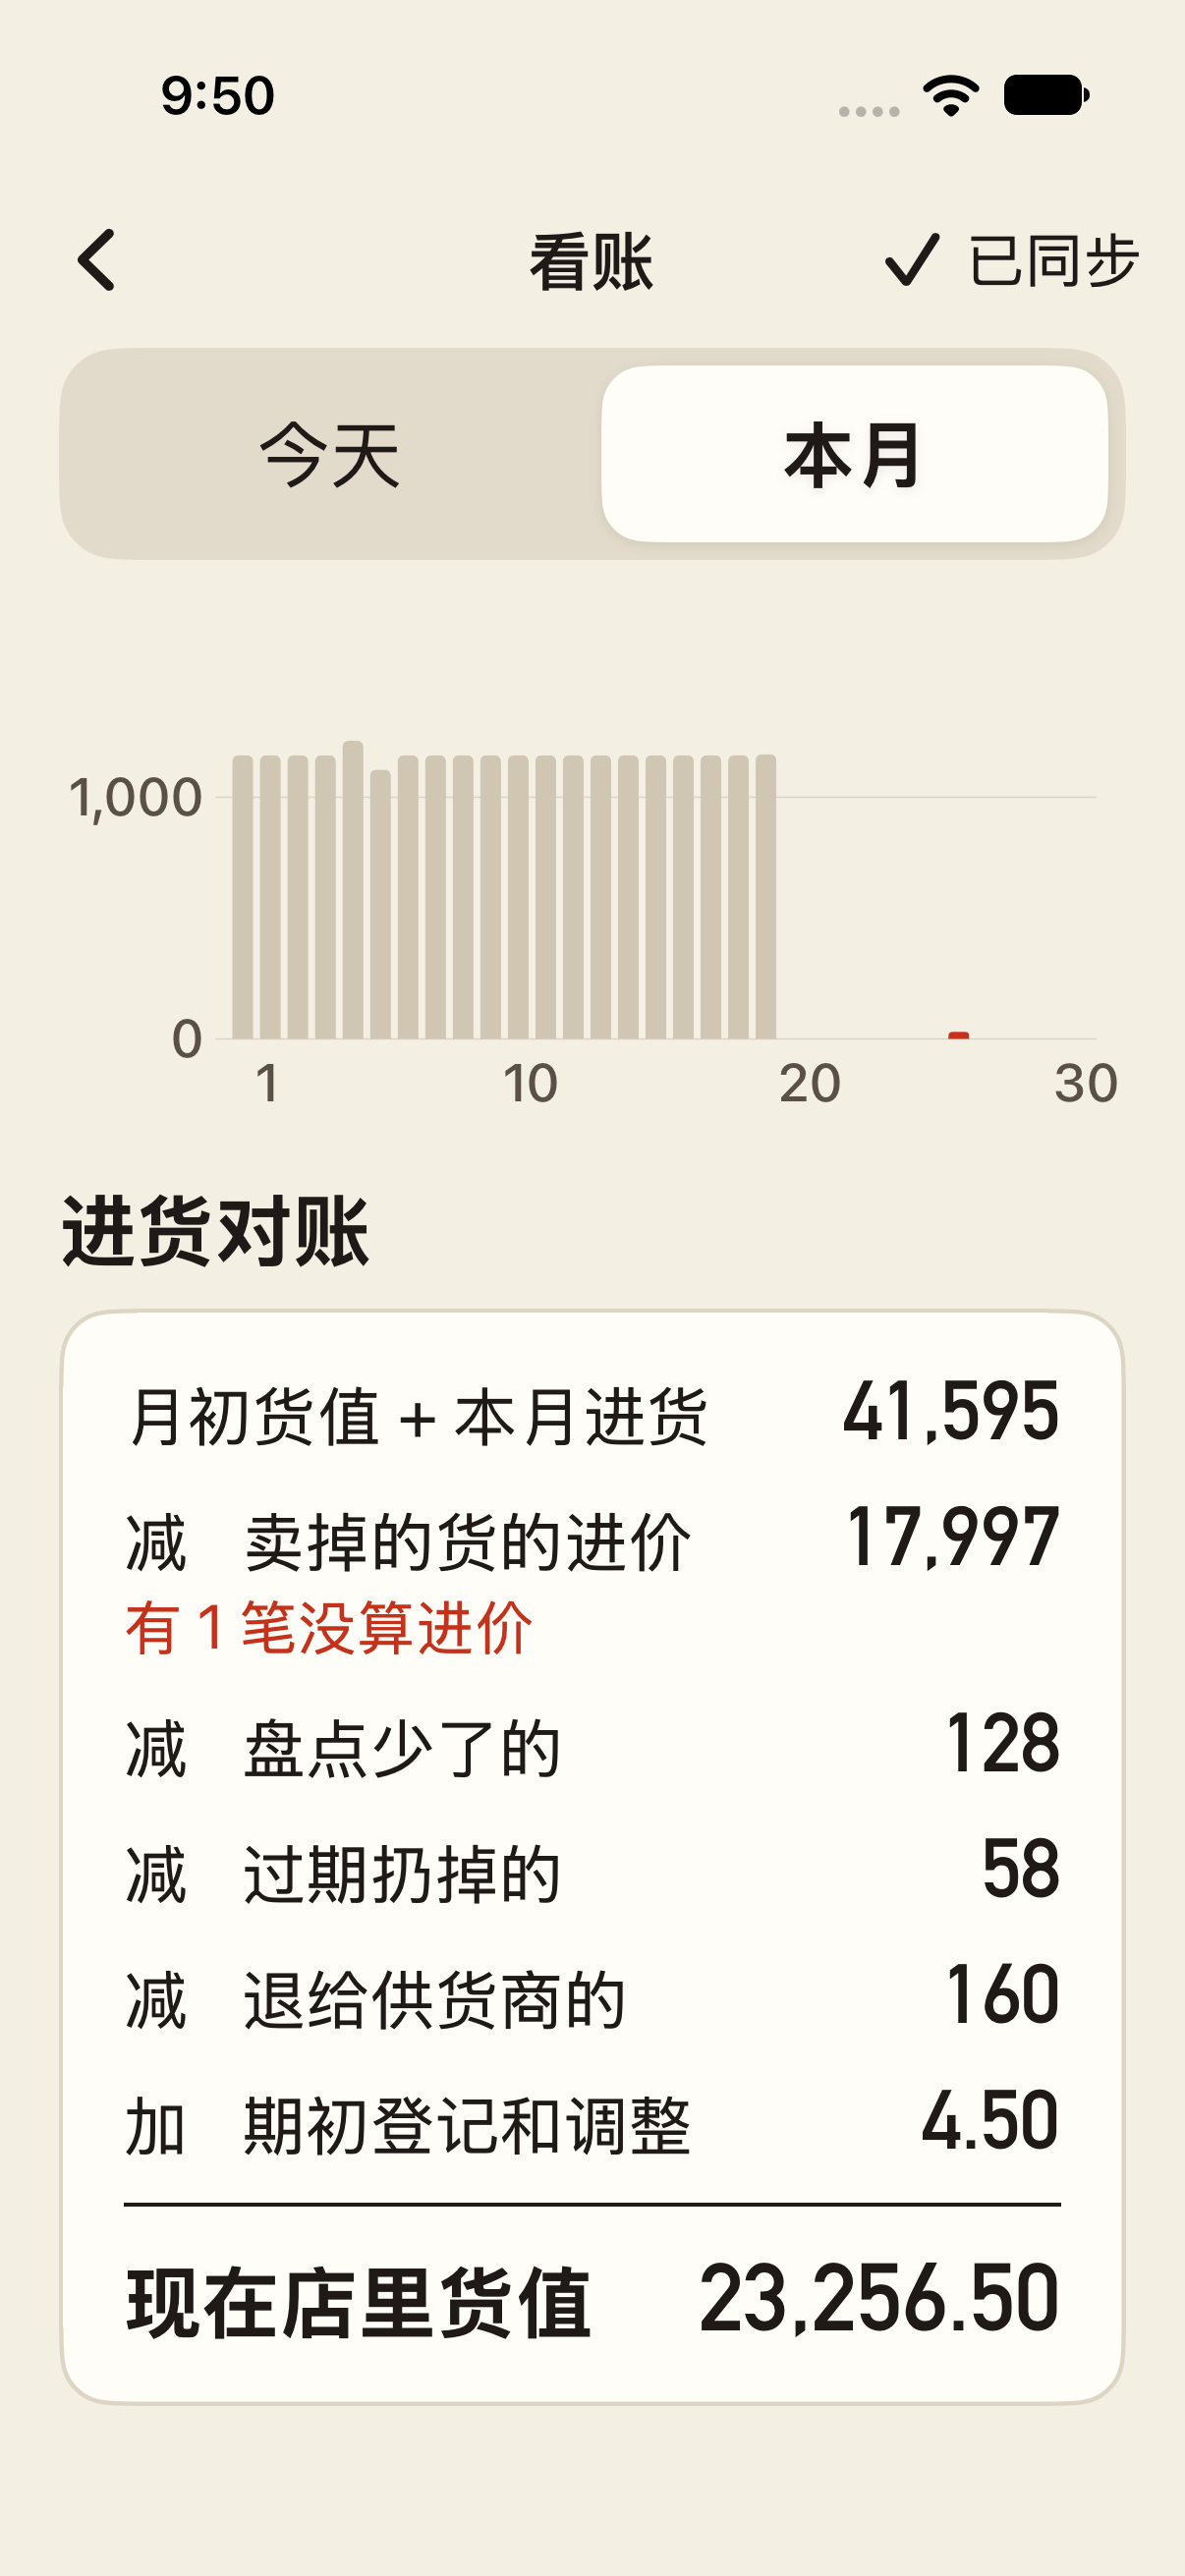 9:50
看账
已同步
今天
本月
1,000
0
1 10 20 30
进货对账
月初货值 + 本月进货 41,595
减 卖掉的货的进价 17,997
有 1 笔没算进价
减 盘点少了的 128
减 过期扔掉的 58
减 退给供货商的 160
加 期初登记和调整 4.50
现在店里货值 23,256.50